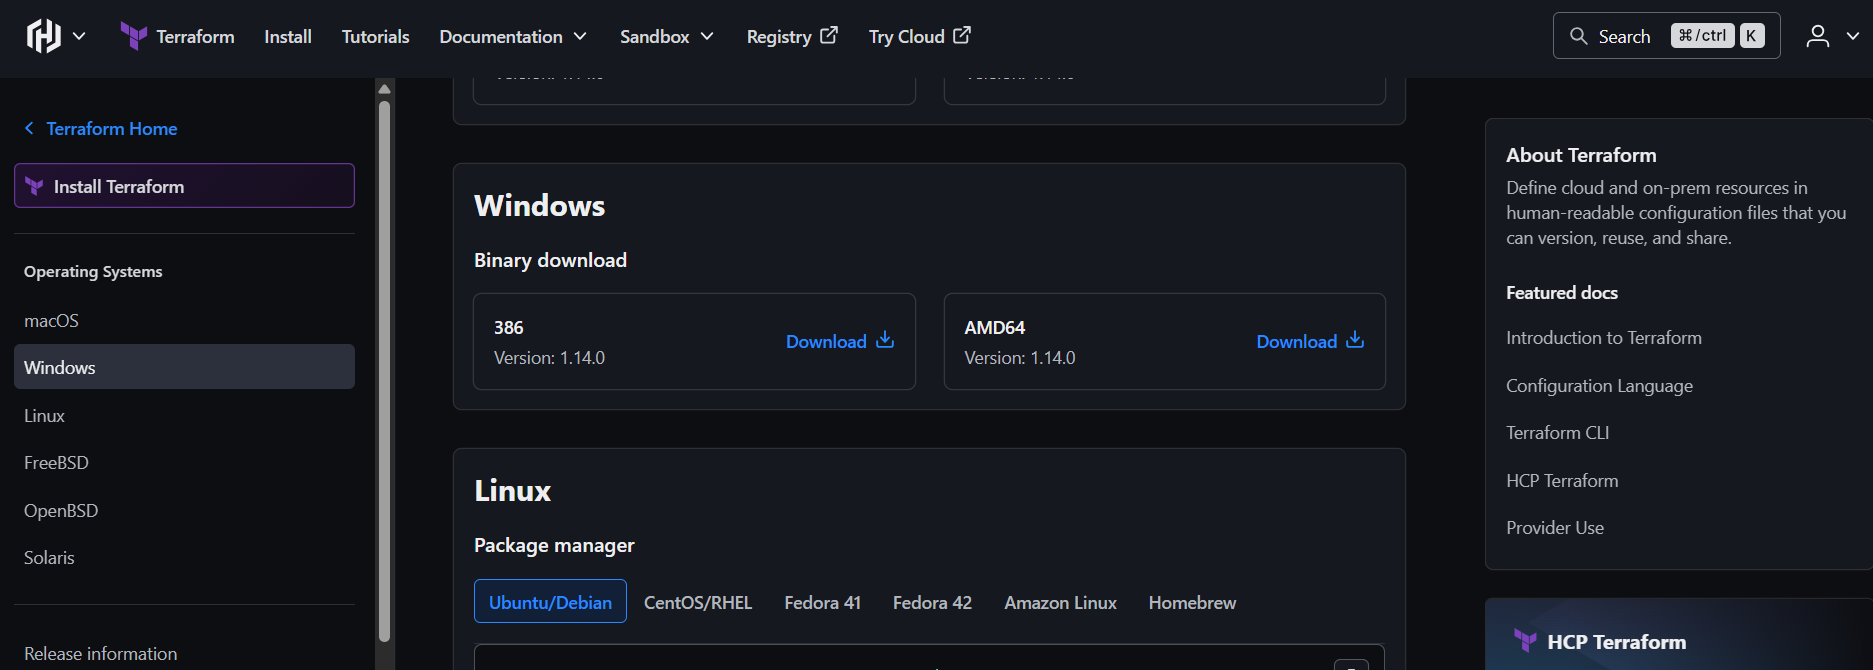 Terraform Install Tutorials Documentation Sandbox Registry Try Cloud Search ⌘/ctrl K
Terraform Home
Install Terraform
Operating Systems
macOS
Windows
Linux
FreeBSD
OpenBSD
Solaris
Release information
Windows
Binary download
386
Version: 1.14.0
Download
AMD64
Version: 1.14.0
Download
Linux
Package manager
Ubuntu/Debian CentOS/RHEL Fedora 41 Fedora 42 Amazon Linux Homebrew
About Terraform
Define cloud and on-prem resources in
human-readable configuration files that you
can version, reuse, and share.
Featured docs
Introduction to Terraform
Configuration Language
Terraform CLI
HCP Terraform
Provider Use
HCP Terraform